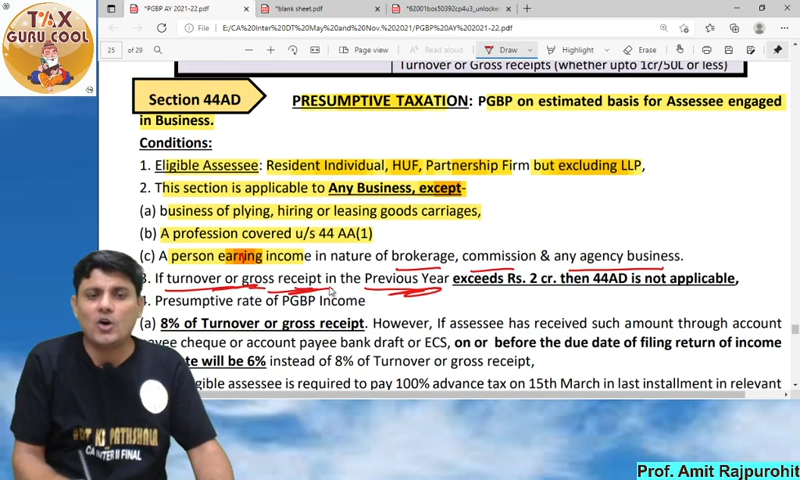 TAX
GURU COOL
*PGBP AY 2021-22.pdf
*blank sheet.pdf
*62001bos50392cp4u3_unlocked
File
E:/CA%20Inter%20DT%20May%20and%20Nov.%202021/PGBP%20AY%202021-22.pdf
25 of 29
Page view
Read aloud
Draw
Highlight
Erase
Turnover or Gross receipts (whether upto 1cr/50L or less)
Section 44AD
PRESUMPTIVE TAXATION: PGBP on estimated basis for Assessee engaged
in Business.
Conditions:
1. Eligible Assessee: Resident Individual, HUF, Partnership Firm but excluding LLP,
2. This section is applicable to Any Business, except-
(a) business of plying, hiring or leasing goods carriages,
(b) A profession covered u/s 44 AA(1)
(c) A person earning income in nature of brokerage, commission & any agency business.
3. If turnover or gross receipt in the Previous Year exceeds Rs. 2 cr. then 44AD is not applicable,
4. Presumptive rate of PGBP Income
(a) 8% of Turnover or gross receipt. However, If assessee has received such amount through account
payee cheque or account payee bank draft or ECS, on or before the due date of filing return of income
will be 6% instead of 8% of Turnover or gross receipt,
eligible assessee is required to pay 100% advance tax on 15th March in last installment in relevant
PATHSHALA
CA INTER II FINAL
Prof. Amit Rajpurohit